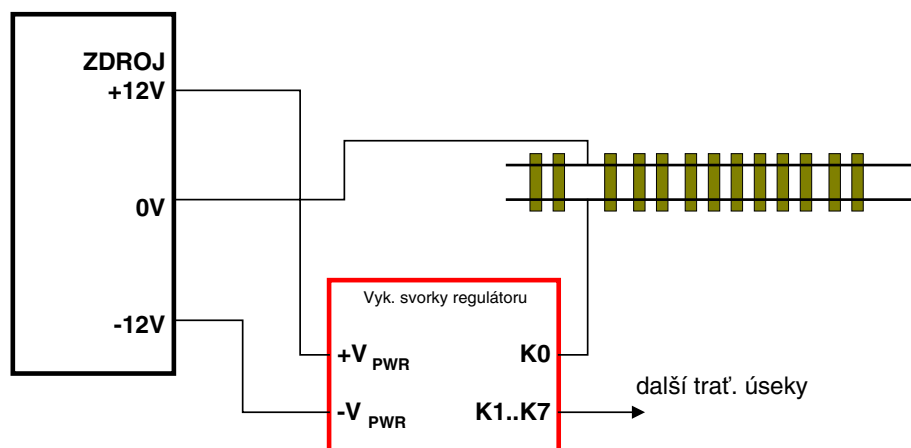 ZDROJ
+12V
0V
-12V
Vyk. svorky regulátoru
+V PWR
K0
-V PWR
K1..K7
další trať. úseky